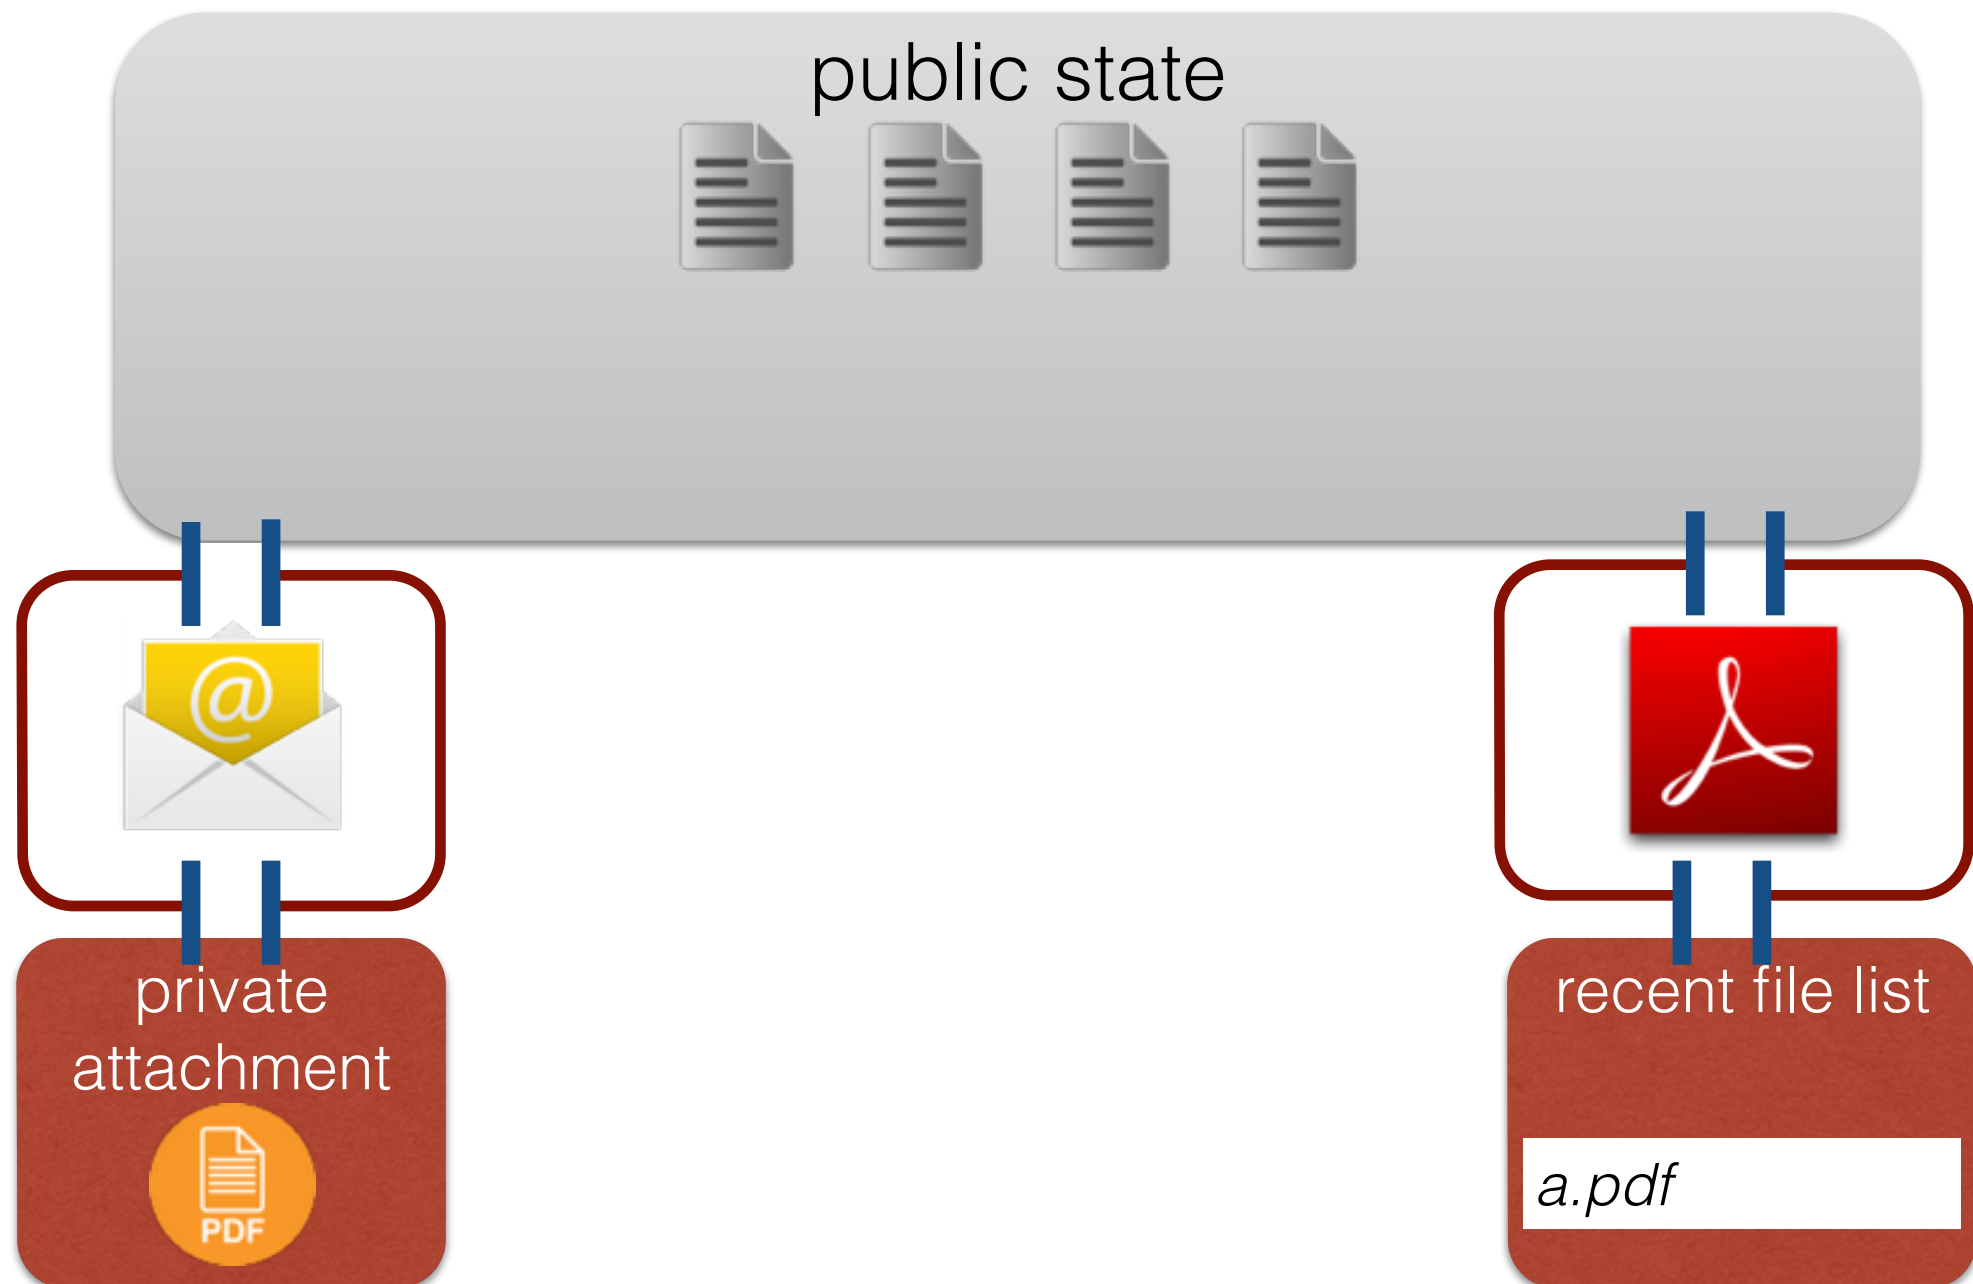 public state
@
private
attachment
PDF
recent file list
a.pdf